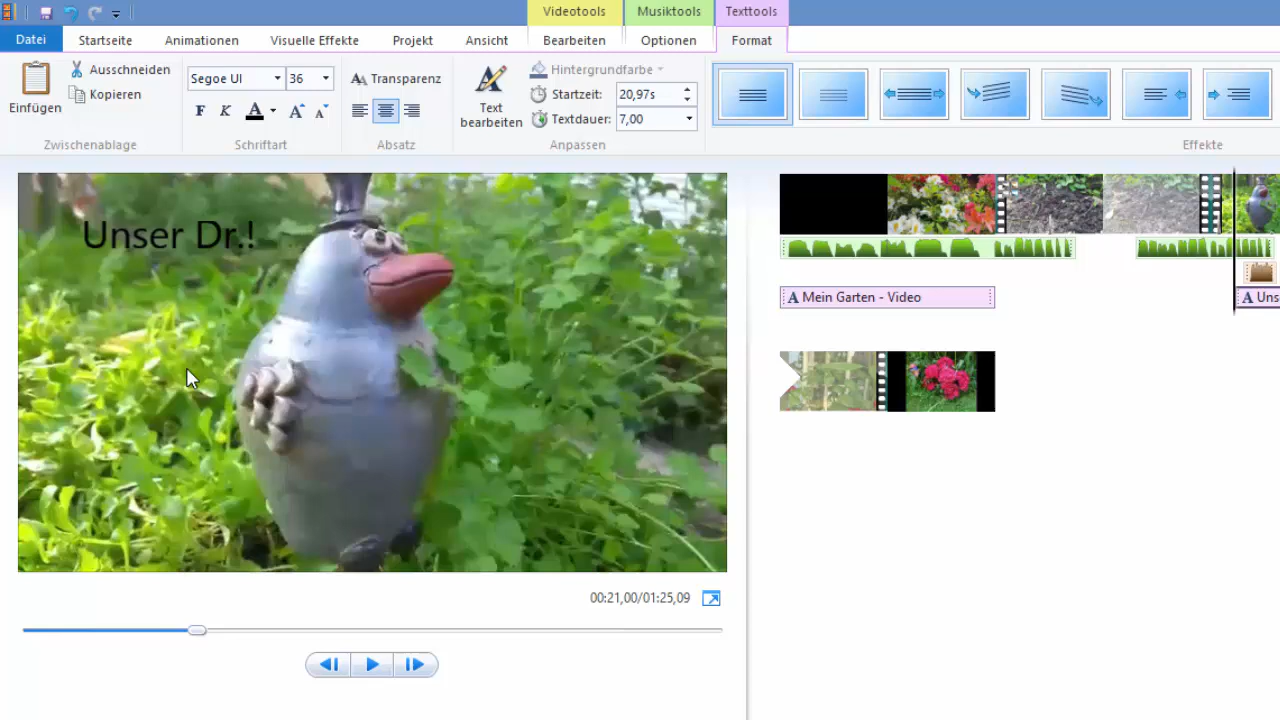 Videotools Musiktools Texttools
Datei Startseite Animationen Visuelle Effekte Projekt Ansicht Bearbeiten Optionen Format
Einfügen
Ausschneiden
Kopieren
Zwischenablage
Segoe UI 36
F K A A A
Schriftart
AA Transparenz
Absatz
Text
bearbeiten
Hintergrundfarbe
Startzeit: 20,97s
Textdauer: 7,00
Anpassen
Effekte
Unser Dr.!
A Mein Garten - Video
A Uns
00:21,00/01:25,09